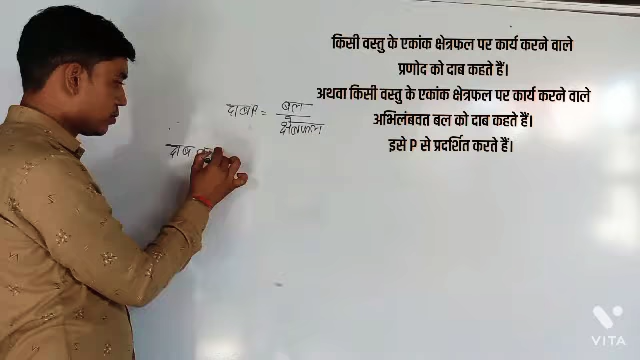 किसी वस्तु के एकांक क्षेत्रफल पर कार्य करने वाले
प्रणोद को दाब कहते हैं।
अथवा किसी वस्तु के एकांक क्षेत्रफल पर कार्य करने वाले
अभिलंबवत बल को दाब कहते हैं।
इसे P से प्रदर्शित करते हैं।
दाब P = बल
क्षेत्रफल
दाब
VITA